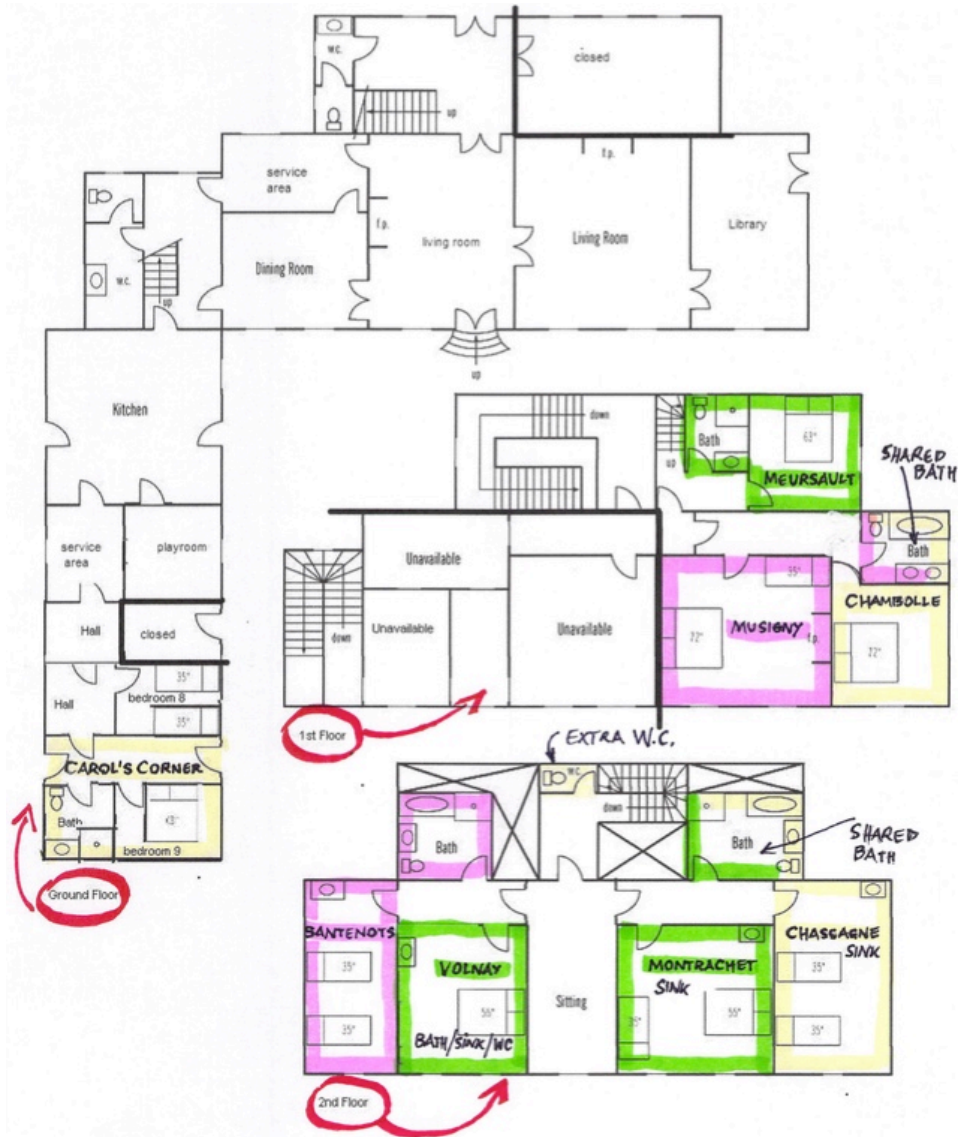 w.c.
closed
up
f.p.
service
area
f.p.
living room
Living Room
Library
Dining Room
w.c.
up
up
Kitchen
down
Bath
63"
up
MEURSAULT
SHARED
BATH
service
area
playroom
Unavailable
35"
Bath
Hall
closed
Unavailable
down
Unavailable
72"
MUSIGNY
f.p.
CHAMBOLLE
72"
35"
bedroom 8
Hall
35"
1st Floor
EXTRA W.C.
CAROL'S CORNER
w.c.
down
Bath
63"
bedroom 9
Bath
Bath
SHARED
BATH
Ground Floor
SANTENOTS
VOLNAY
MONTRACHET
SINK
CHASSAGNE
SINK
35"
35"
Sitting
55"
35"
55"
35"
35"
BATH/SINK/WC
2nd Floor